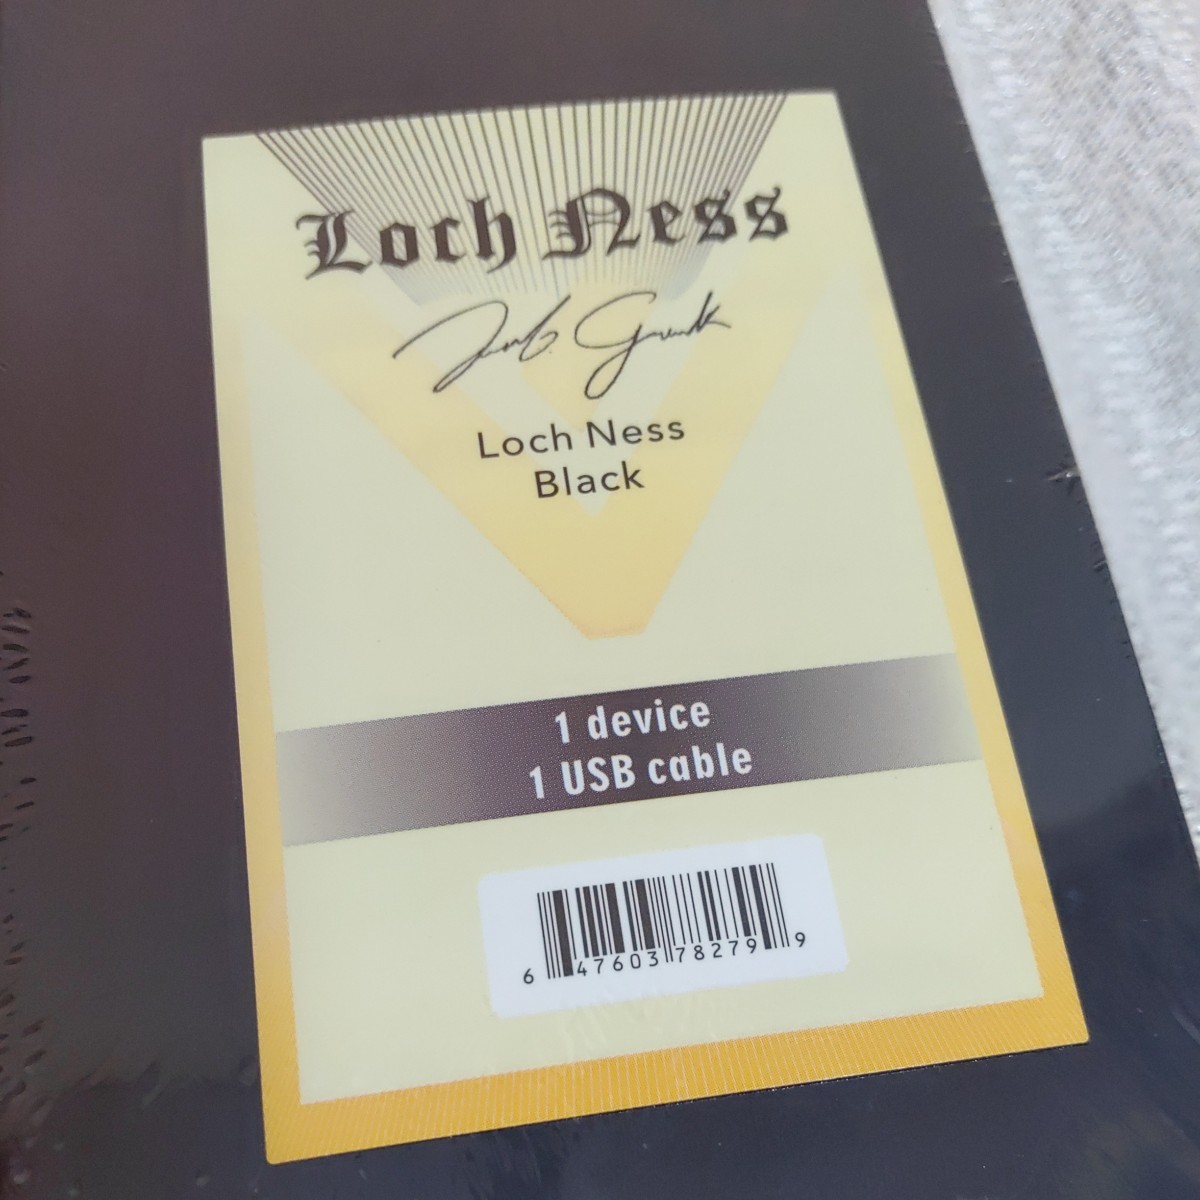 Loch Ness
Loch Ness
Black
1 device
1 USB cable
6 47603 78279 9